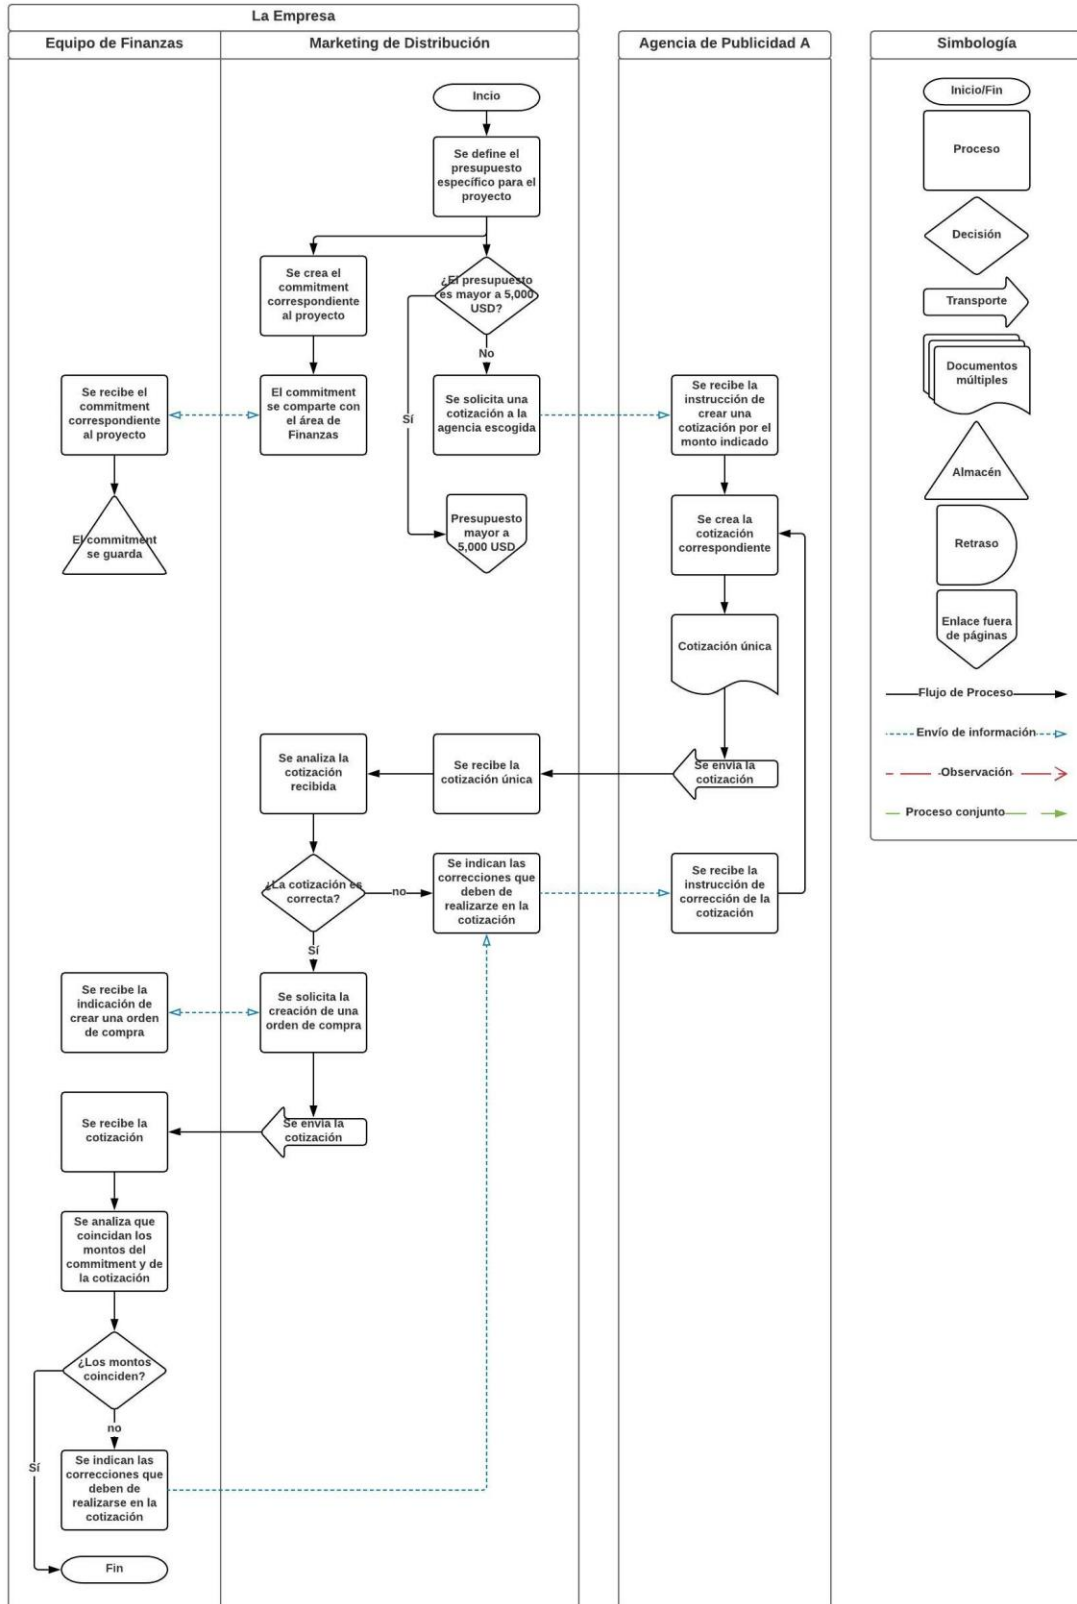 La Empresa
Equipo de Finanzas
Marketing de Distribución
Agencia de Publicidad A
Simbología
Incio
Se define el
presupuesto
específico para el
proyecto
Se crea el
commitment
correspondiente
al proyecto
¿El presupuesto
es mayor a 5,000
USD?
No
Sí
Se recibe el
commitment
correspondiente
al proyecto
El commitment
se comparte con
el área de
Finanzas
Se solicita una
cotización a la
agencia escogida
Se recibe la
instrucción de
crear una
cotización por el
monto indicado
El commitment
se guarda
Presupuesto
mayor a
5,000 USD
Se crea la
cotización
correspondiente
Cotización única
Se envía la
cotización
Se recibe la
cotización única
Se analiza la
cotización
recibida
¿La cotización es
correcta?
no
Sí
Se indican las
correcciones que
deben de
realizarze en la
cotización
Se recibe la
instrucción de
corrección de la
cotización
Se recibe la
indicación de
crear una orden
de compra
Se solicita la
creación de una
orden de compra
Se envía la
cotización
Se recibe la
cotización
Se analiza que
coincidan los
montos del
commitment y de
la cotización
¿Los montos
coinciden?
no
Sí
Se indican las
correcciones que
deben de
realizarse en la
cotización
Fin
Inicio/Fin
Proceso
Decisión
Transporte
Documentos
múltiples
Almacén
Retraso
Enlace fuera
de páginas
Flujo de Proceso
Envío de información
Observación
Proceso conjunto